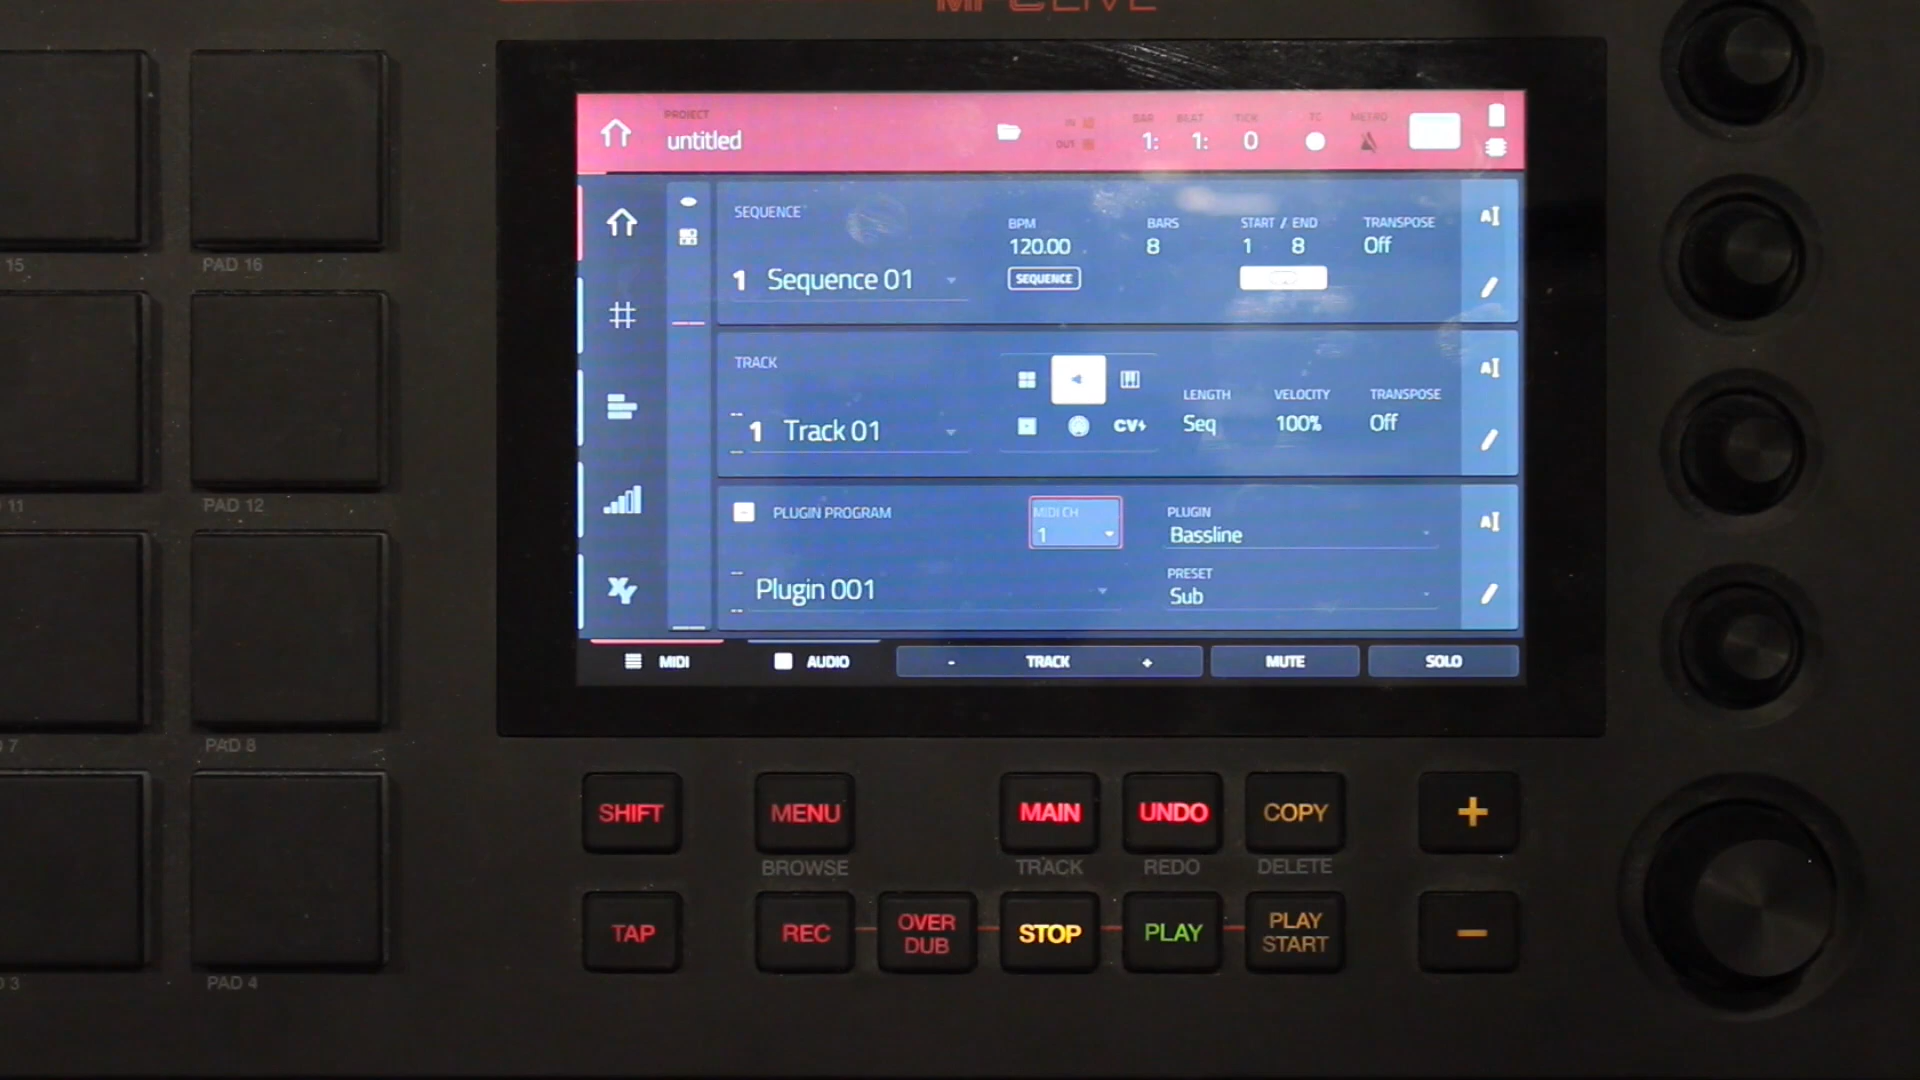 MPC LIVE
PROJECT
untitled
IN
OUT
BAR BEAT TICK TC METRO
1: 1: 0
SEQUENCE
1 Sequence 01
BPM
120.00
SEQUENCE
BARS
8
START / END
1 8
TRANSPOSE
Off
TRACK
1 Track 01
CV
LENGTH
Seq
VELOCITY
100%
TRANSPOSE
Off
PLUGIN PROGRAM
MIDI CH
1
PLUGIN
Bassline
Plugin 001
PRESET
Sub
MIDI AUDIO - TRACK + MUTE SOLO
15 PAD 16
11 PAD 12
7 PAD 8
3 PAD 4
SHIFT MENU MAIN UNDO COPY +
BROWSE TRACK REDO DELETE
TAP REC OVER DUB STOP PLAY PLAY START −